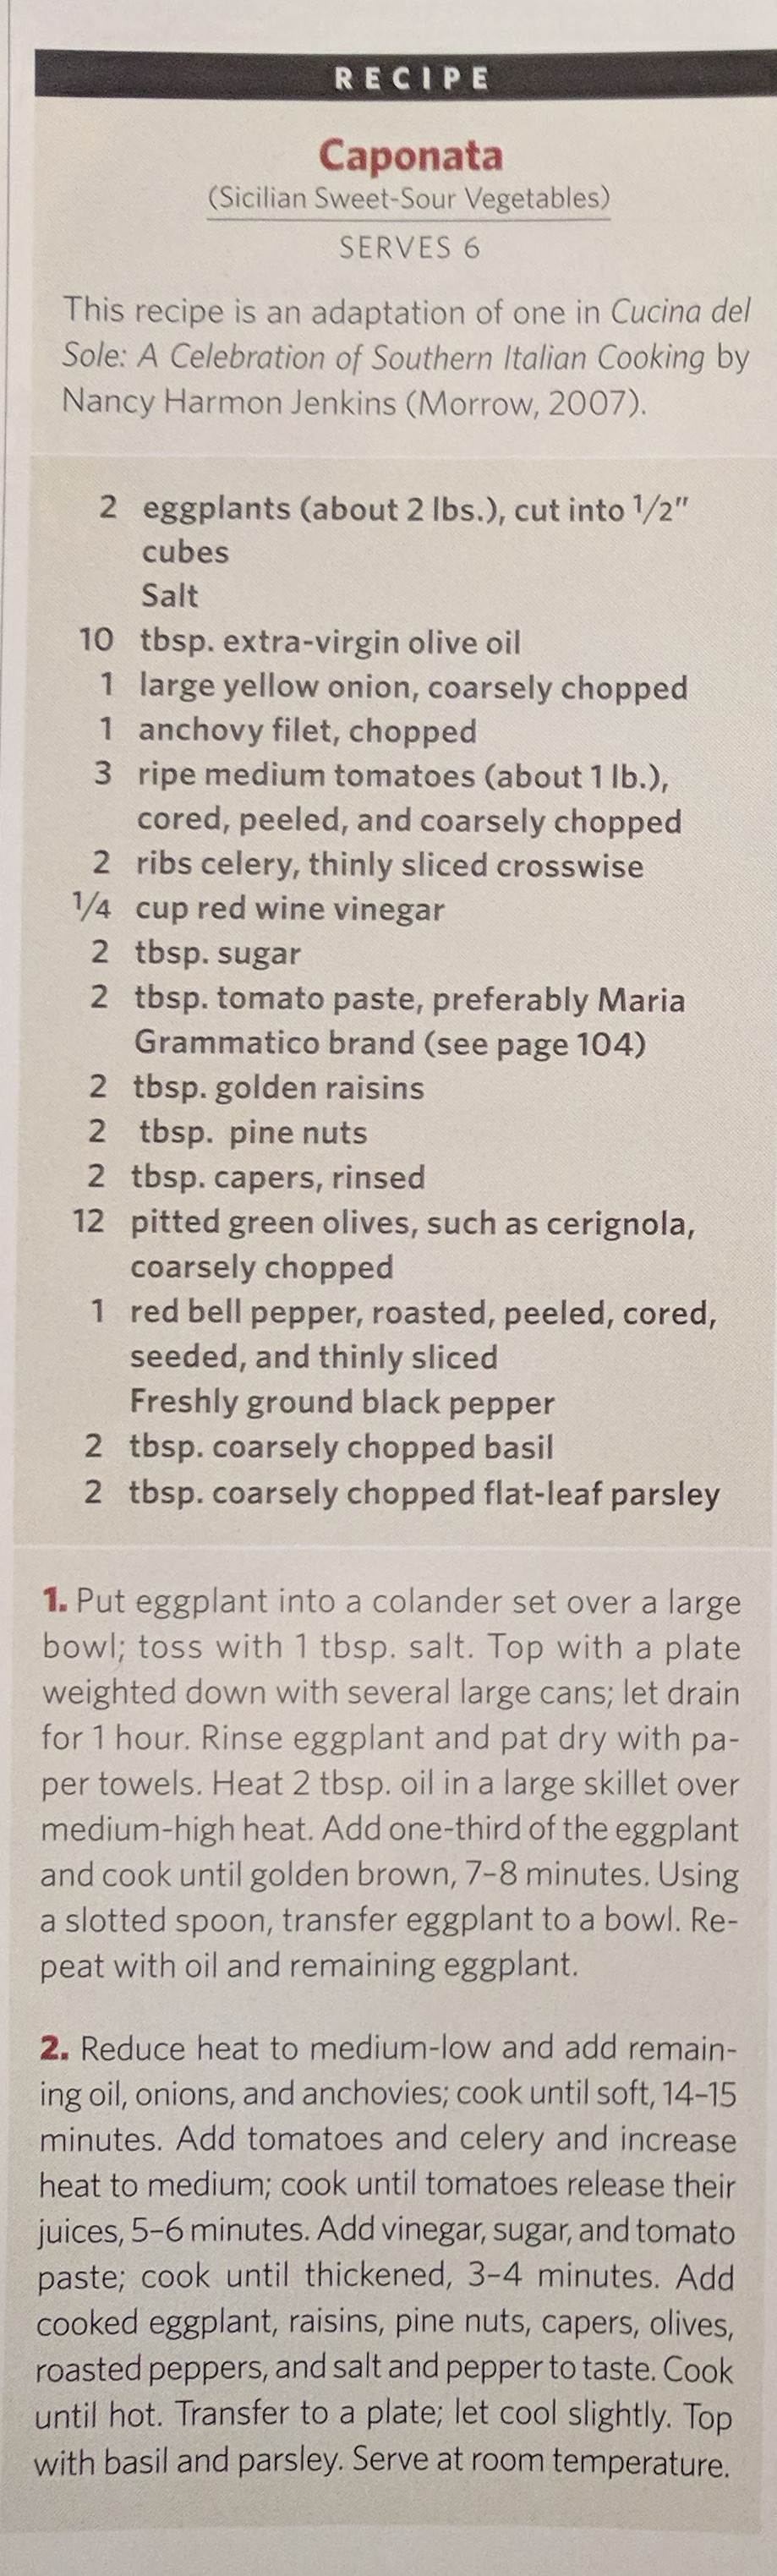 RECIPE
Caponata
(Sicilian Sweet-Sour Vegetables)
SERVES 6
This recipe is an adaptation of one in Cucina del
Sole: A Celebration of Southern Italian Cooking by
Nancy Harmon Jenkins (Morrow, 2007).
2 eggplants (about 2 lbs.), cut into 1/2"
cubes
Salt
10 tbsp. extra-virgin olive oil
1 large yellow onion, coarsely chopped
1 anchovy filet, chopped
3 ripe medium tomatoes (about 1 lb.),
cored, peeled, and coarsely chopped
2 ribs celery, thinly sliced crosswise
1/4 cup red wine vinegar
2 tbsp. sugar
2 tbsp. tomato paste, preferably Maria
Grammatico brand (see page 104)
2 tbsp. golden raisins
2 tbsp. pine nuts
2 tbsp. capers, rinsed
12 pitted green olives, such as cerignola,
coarsely chopped
1 red bell pepper, roasted, peeled, cored,
seeded, and thinly sliced
Freshly ground black pepper
2 tbsp. coarsely chopped basil
2 tbsp. coarsely chopped flat-leaf parsley
1. Put eggplant into a colander set over a large
bowl; toss with 1 tbsp. salt. Top with a plate
weighted down with several large cans; let drain
for 1 hour. Rinse eggplant and pat dry with pa-
per towels. Heat 2 tbsp. oil in a large skillet over
medium-high heat. Add one-third of the eggplant
and cook until golden brown, 7–8 minutes. Using
a slotted spoon, transfer eggplant to a bowl. Re-
peat with oil and remaining eggplant.
2. Reduce heat to medium-low and add remain-
ing oil, onions, and anchovies; cook until soft, 14–15
minutes. Add tomatoes and celery and increase
heat to medium; cook until tomatoes release their
juices, 5–6 minutes. Add vinegar, sugar, and tomato
paste; cook until thickened, 3–4 minutes. Add
cooked eggplant, raisins, pine nuts, capers, olives,
roasted peppers, and salt and pepper to taste. Cook
until hot. Transfer to a plate; let cool slightly. Top
with basil and parsley. Serve at room temperature.